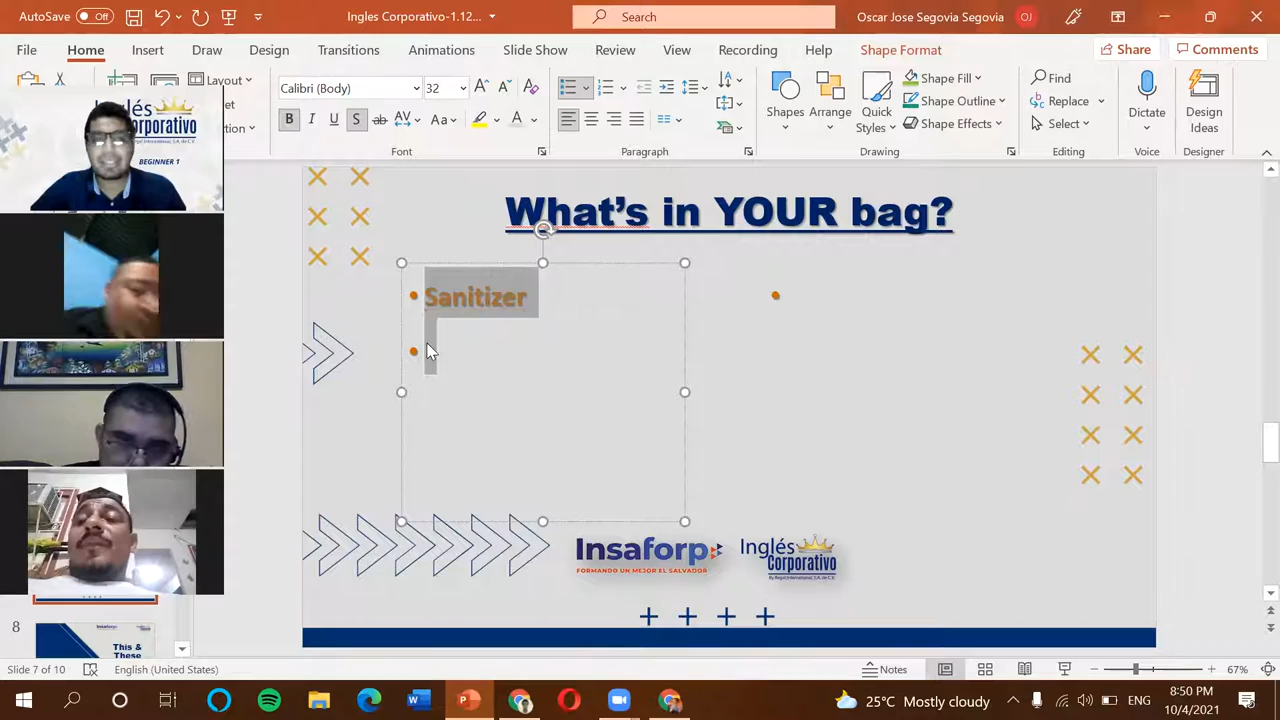 AutoSave Off
Ingles Corporativo-1.12...
Search
Oscar Jose Segovia Segovia
OJ
File
Home
Insert
Draw
Design
Transitions
Animations
Slide Show
Review
View
Recording
Help
Shape Format
Share
Comments
Layout
Calibri (Body)
32
Shapes
Arrange
Quick
Styles
Shape Fill
Shape Outline
Shape Effects
Find
Replace
Select
Dictate
Design
Ideas
Font
Paragraph
Drawing
Editing
Voice
Designer
Inglés
Corporativo
BEGINNER 1
What's in YOUR bag?
Sanitizer
Insaforp
FORMANDO UN MEJOR EL SALVADOR
Inglés
Corporativo
By Regal International, S.A. de C.V.
8
This &
These
Slide 7 of 10
English (United States)
Notes
67%
25°C Mostly cloudy
ENG
8:50 PM
10/4/2021